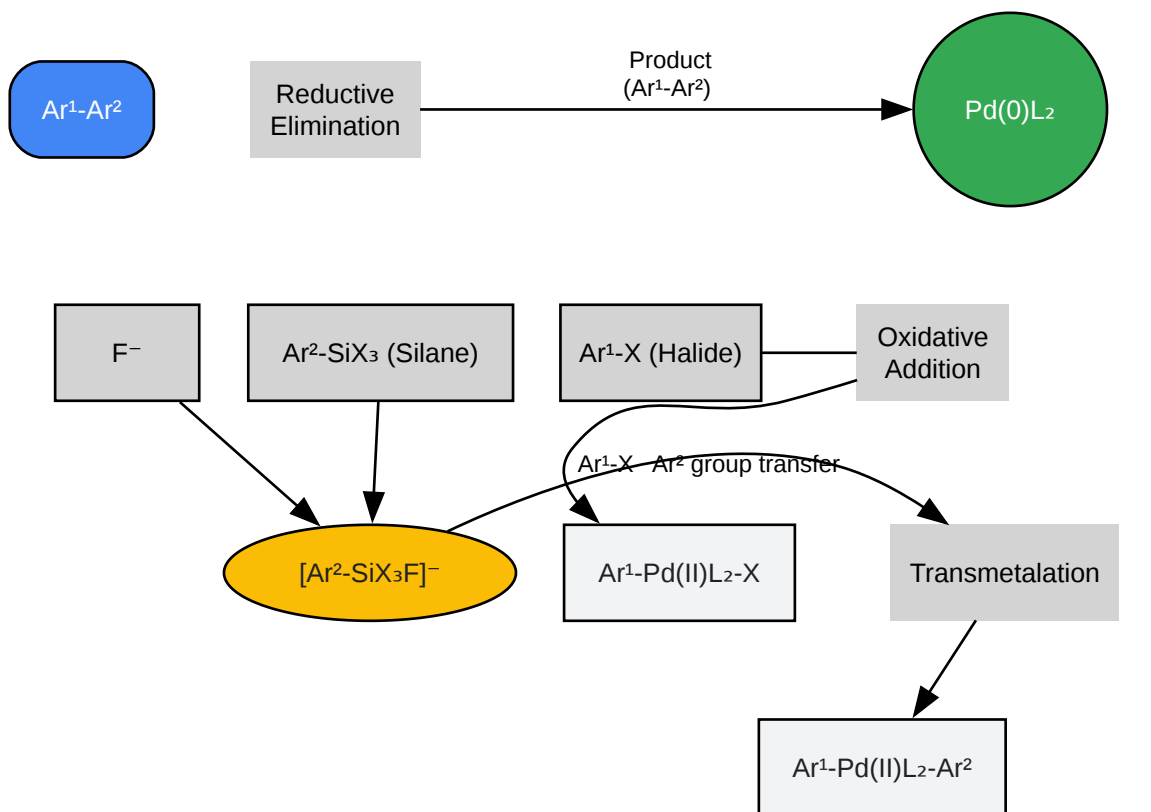 Product
(Ar¹-Ar²)
Ar¹-Ar²
Reductive
Elimination
Pd(0)L₂
F⁻
Ar²-SiX₃ (Silane)
Ar¹-X (Halide)
Oxidative
Addition
Ar¹-X
Ar² group transfer
[Ar²-SiX₃F]⁻
Ar¹-Pd(II)L₂-X
Transmetalation
Ar¹-Pd(II)L₂-Ar²